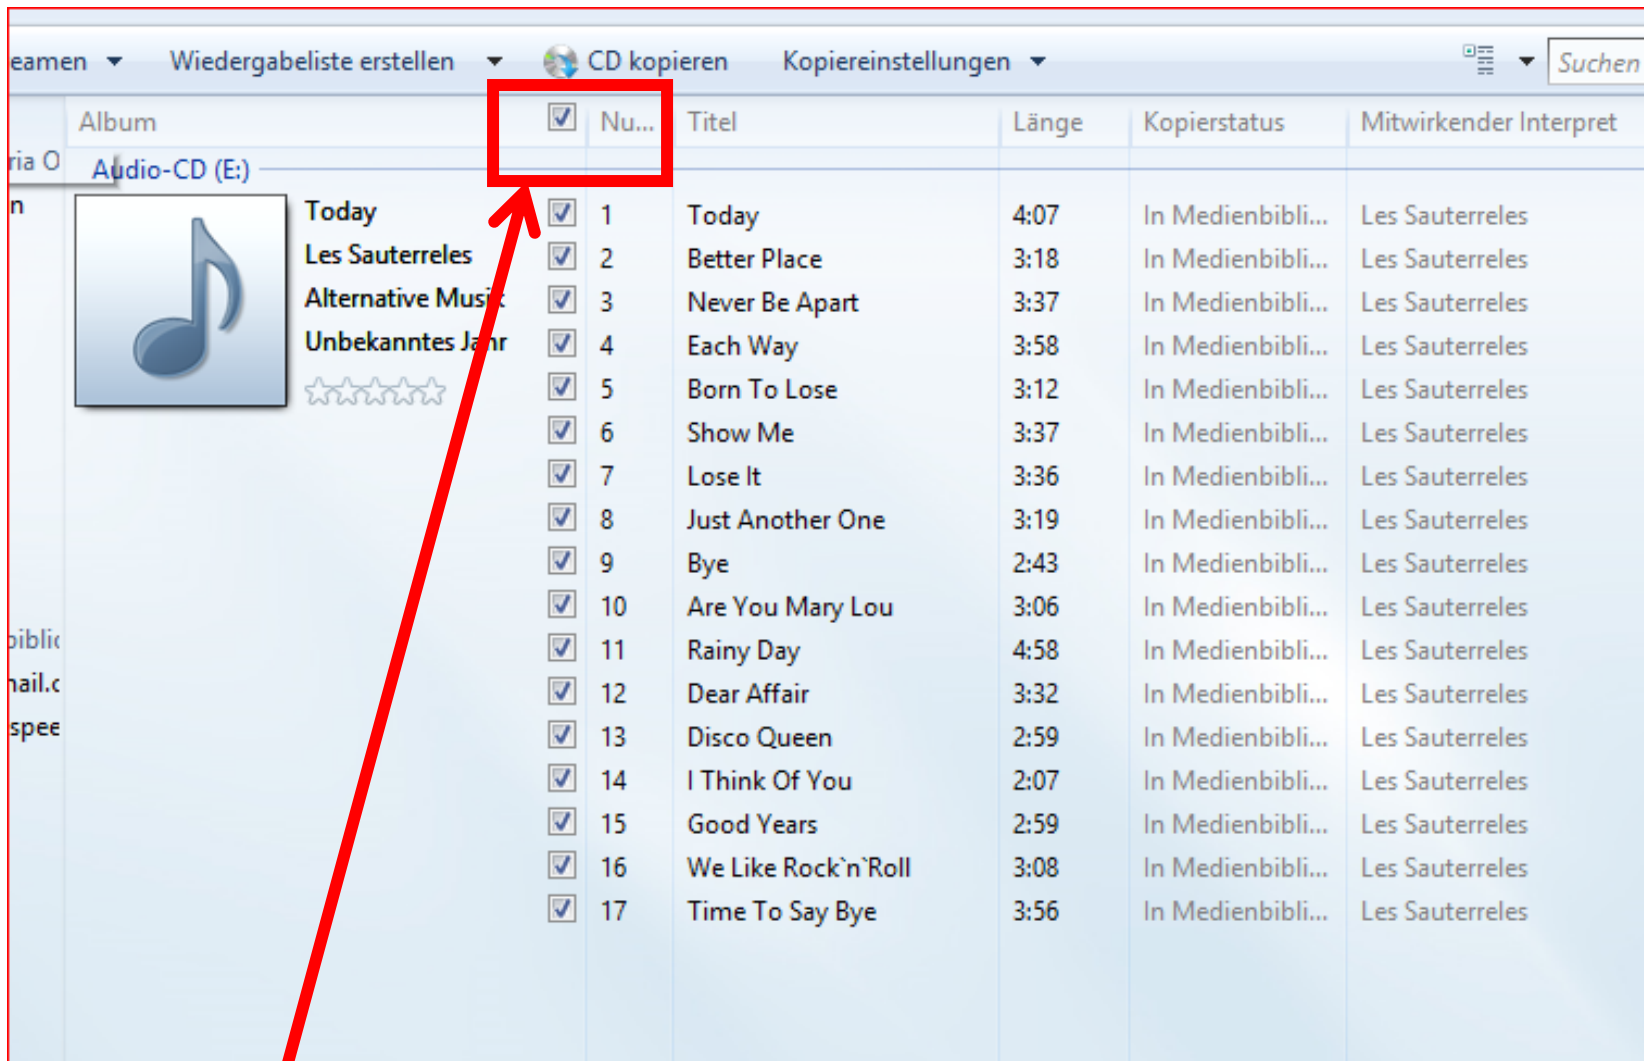 eamen Wiedergabeliste erstellen CD kopieren Kopiereinstellungen Suchen
Album Nu... Titel Länge Kopierstatus Mitwirkender Interpret
ria O Audio-CD (E:)
n
Today
Les Sauterreles
Alternative Musik
Unbekanntes Jahr
1 Today 4:07 In Medienbibli... Les Sauterreles
2 Better Place 3:18 In Medienbibli... Les Sauterreles
3 Never Be Apart 3:37 In Medienbibli... Les Sauterreles
4 Each Way 3:58 In Medienbibli... Les Sauterreles
5 Born To Lose 3:12 In Medienbibli... Les Sauterreles
6 Show Me 3:37 In Medienbibli... Les Sauterreles
7 Lose It 3:36 In Medienbibli... Les Sauterreles
8 Just Another One 3:19 In Medienbibli... Les Sauterreles
9 Bye 2:43 In Medienbibli... Les Sauterreles
10 Are You Mary Lou 3:06 In Medienbibli... Les Sauterreles
11 Rainy Day 4:58 In Medienbibli... Les Sauterreles
12 Dear Affair 3:32 In Medienbibli... Les Sauterreles
13 Disco Queen 2:59 In Medienbibli... Les Sauterreles
14 I Think Of You 2:07 In Medienbibli... Les Sauterreles
15 Good Years 2:59 In Medienbibli... Les Sauterreles
16 We Like Rock`n`Roll 3:08 In Medienbibli... Les Sauterreles
17 Time To Say Bye 3:56 In Medienbibli... Les Sauterreles
spee